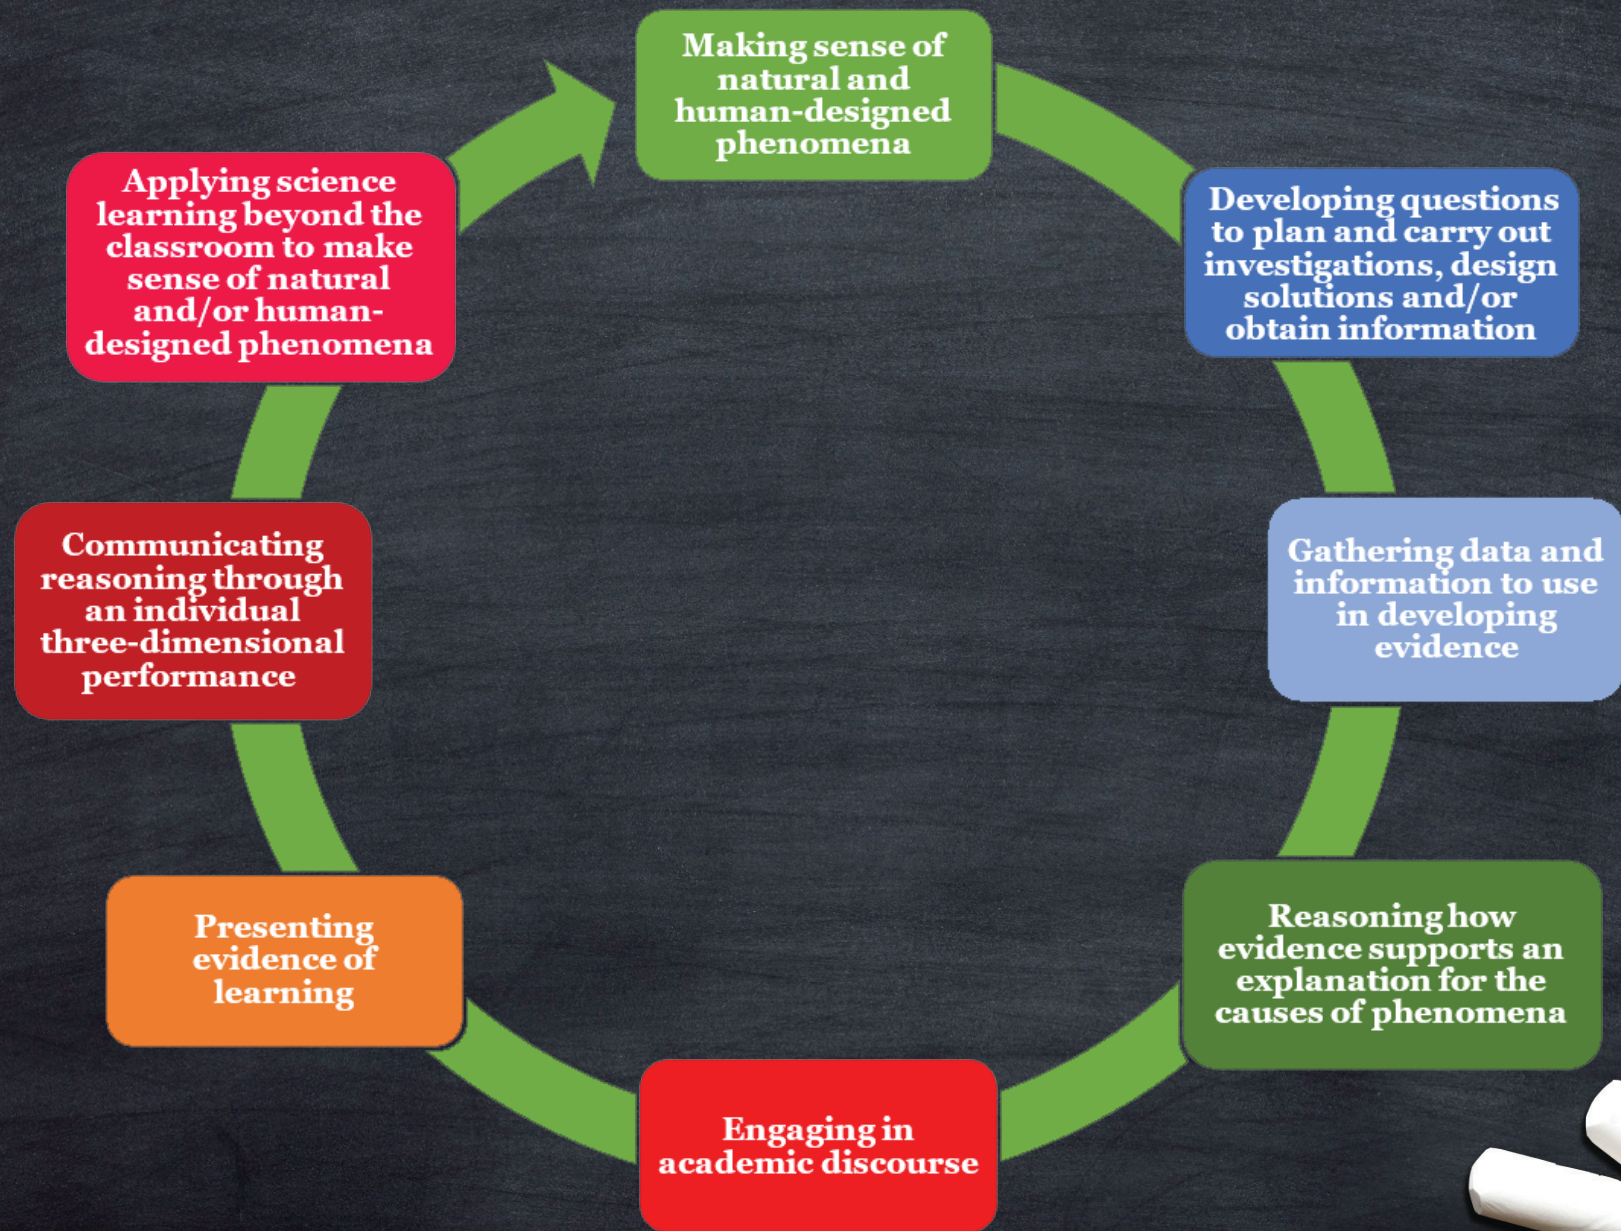 Making sense of
natural and
human-designed
phenomena
Developing questions
to plan and carry out
investigations, design
solutions and/or
obtain information
Gathering data and
information to use
in developing
evidence
Reasoning how
evidence supports an
explanation for the
causes of phenomena
Engaging in
academic discourse
Presenting
evidence of
learning
Communicating
reasoning through
an individual
three-dimensional
performance
Applying science
learning beyond the
classroom to make
sense of natural
and/or human-
designed phenomena